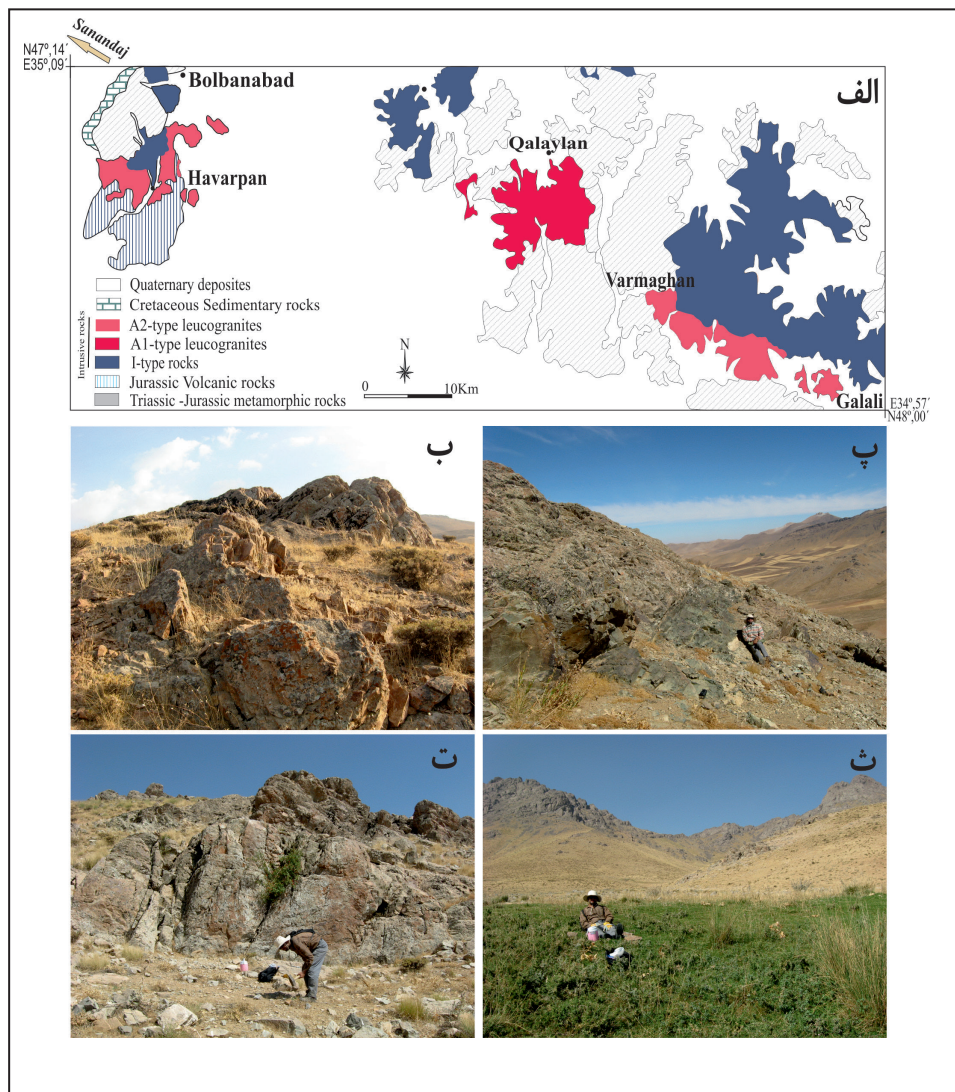 Sanandaj
N47º,14´
E35º,09´
Bolbanabad
الف
Qalaylan
Havarpan
Varmaghan
Quaternary deposites
Cretaceous Sedimentary rocks
A2-type leucogranites
A1-type leucogranites
I-type rocks
Intrusive rocks
Jurassic Volcanic rocks
Triassic -Jurassic metamorphic rocks
N
0 10Km
Galali
E34º,57´
N48º,00´
ب
پ
ت
ث